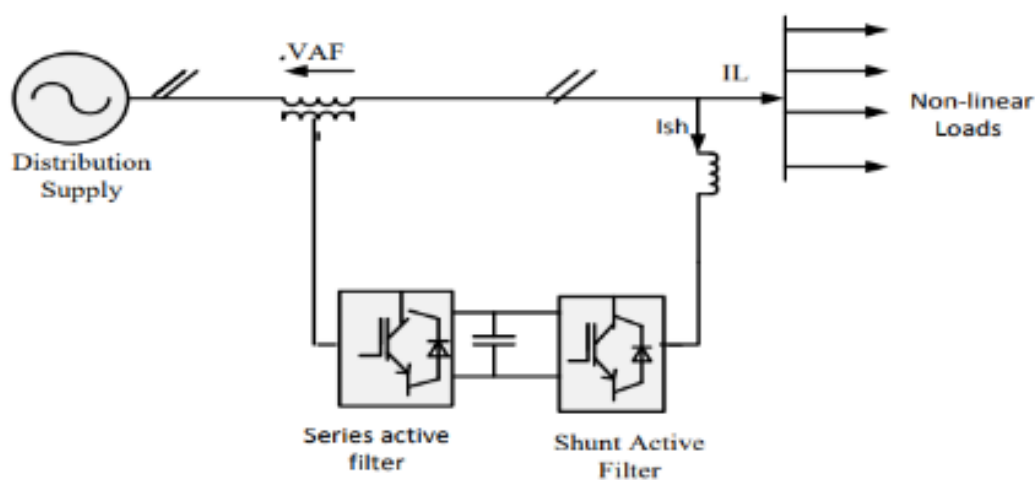 .VAF
IL
Ish
Non-linear
Loads
Distribution
Supply
Series active
filter
Shunt Active
Filter